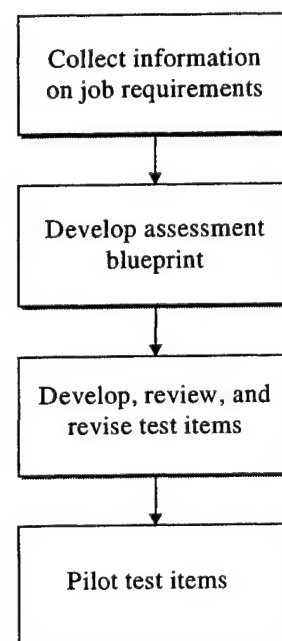 Collect information
on job requirements
Develop assessment
blueprint
Develop, review, and
revise test items
Pilot test items